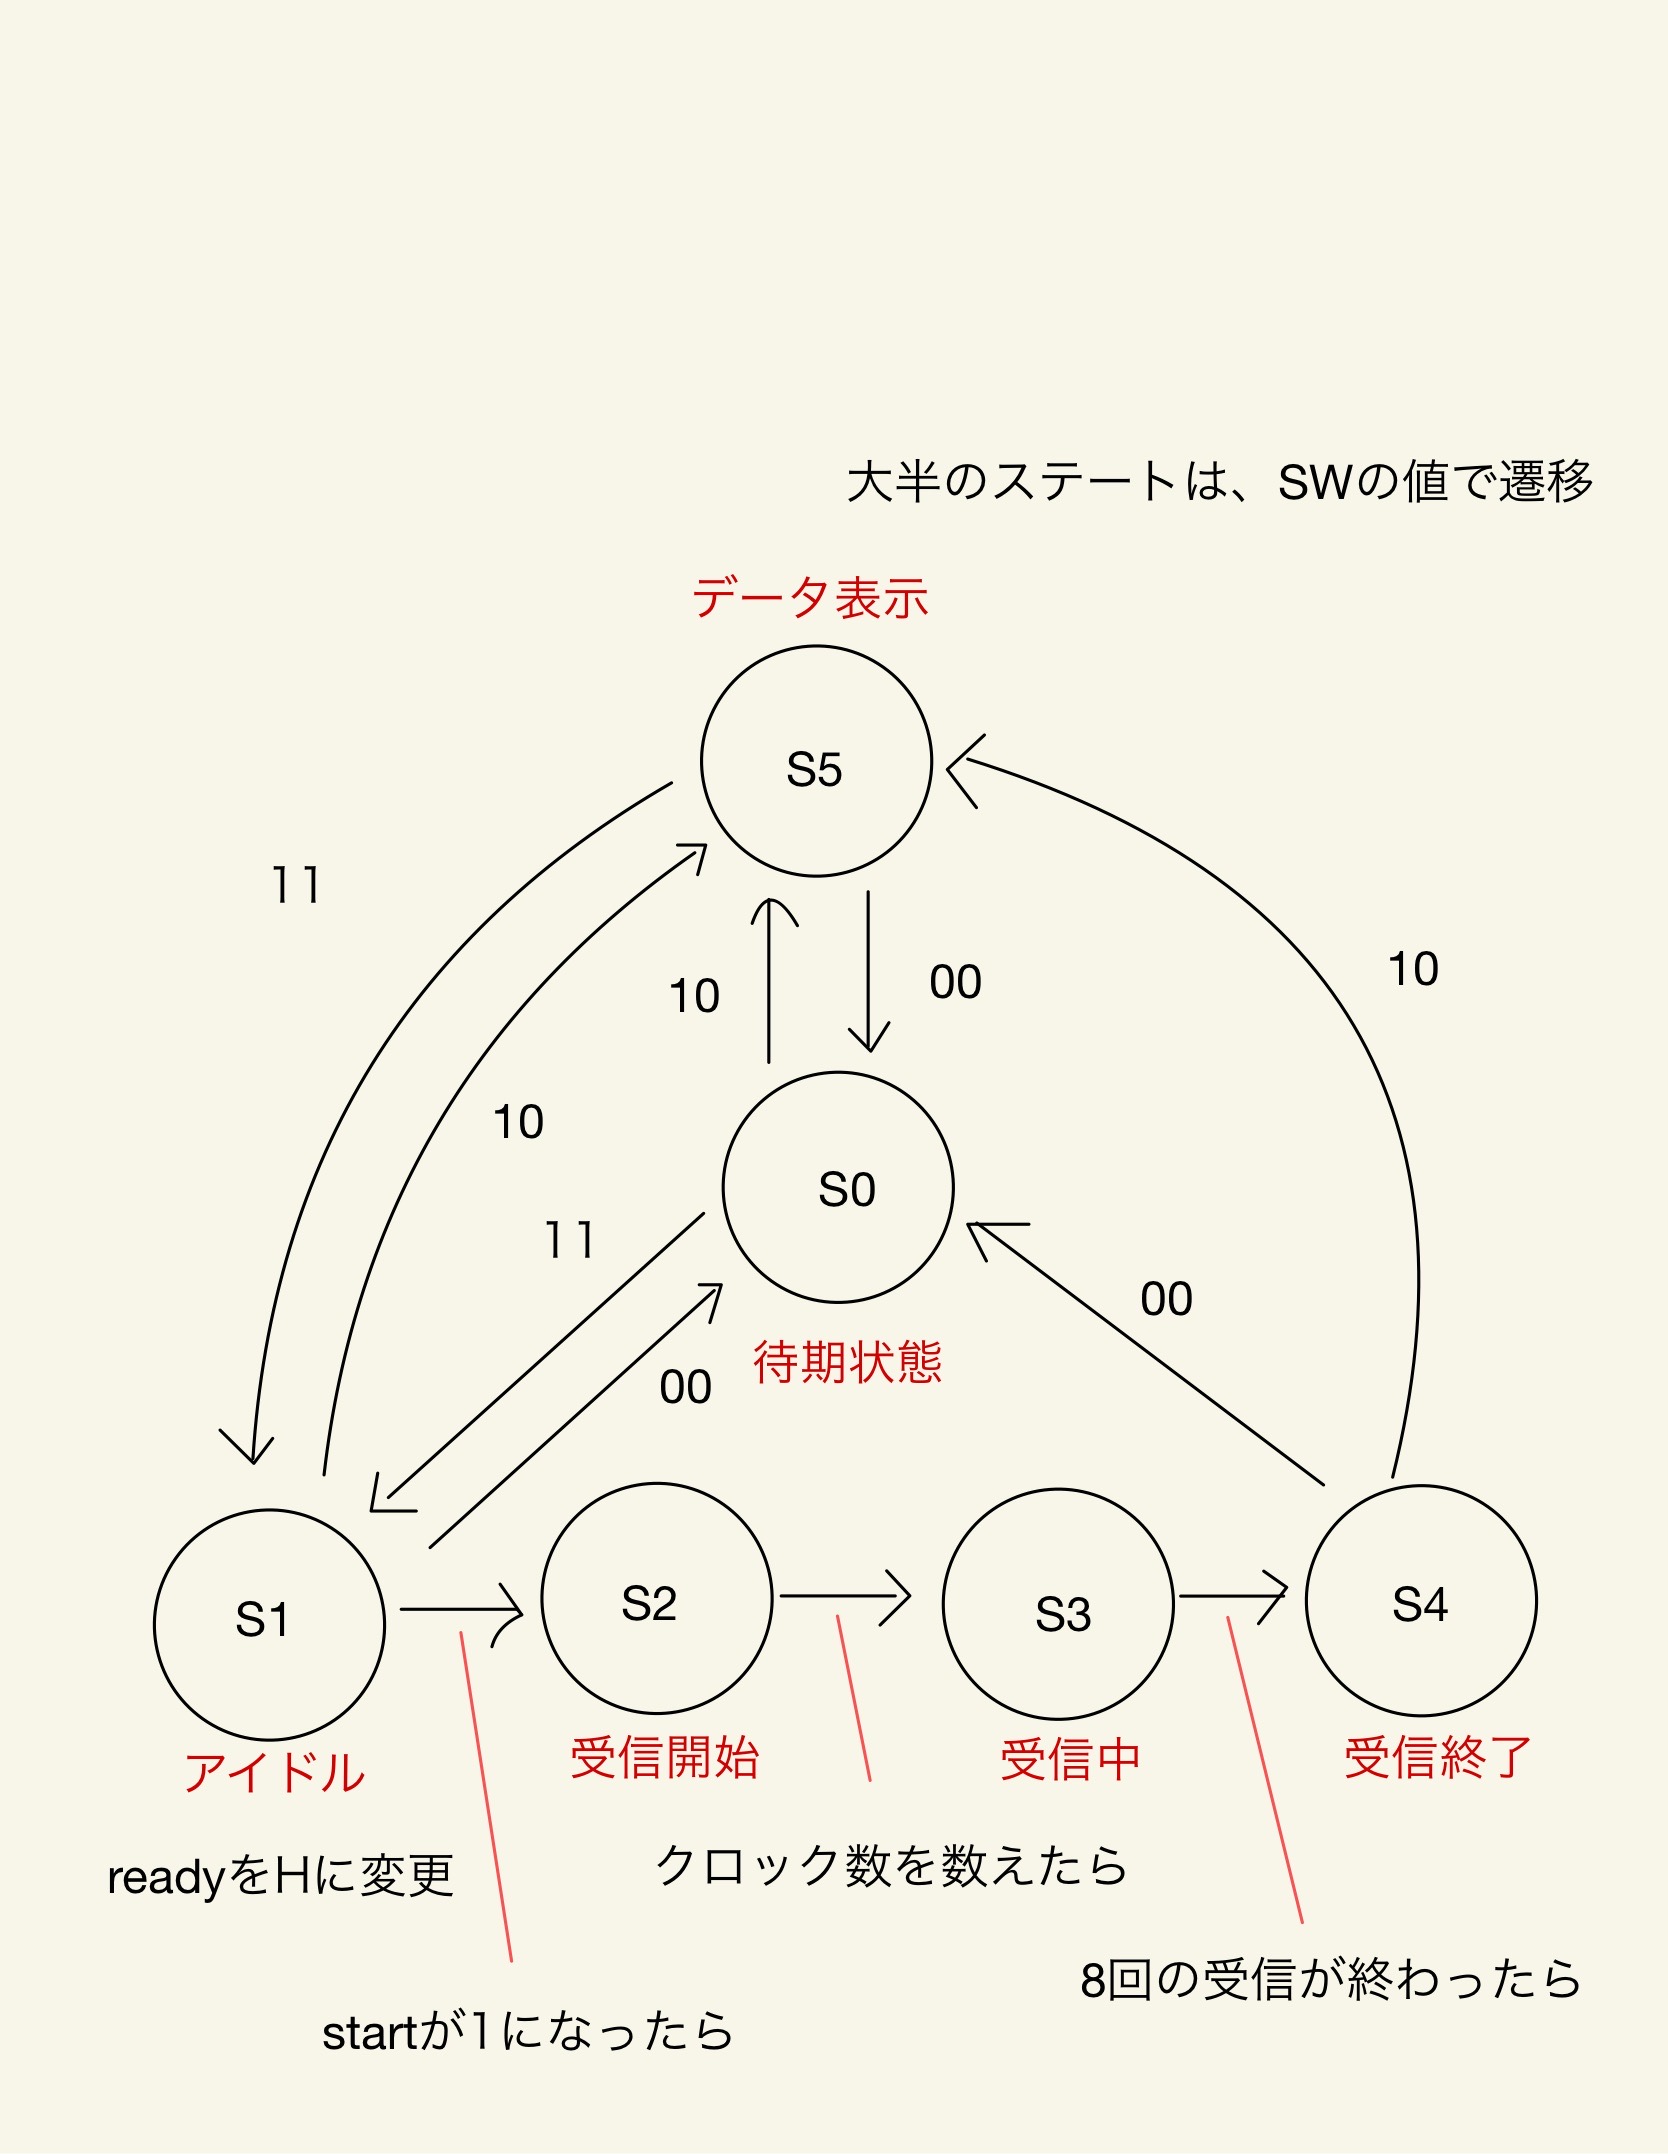 大半のステートは、SWの値で遷移
データ表示
S5
11
10
00
10
10
S0
11
00
待期状態
00
S1
S2
S3
S4
アイドル
受信開始
受信中
受信終了
readyをHに変更
クロック数を数えたら
8回の受信が終わったら
startが1になったら